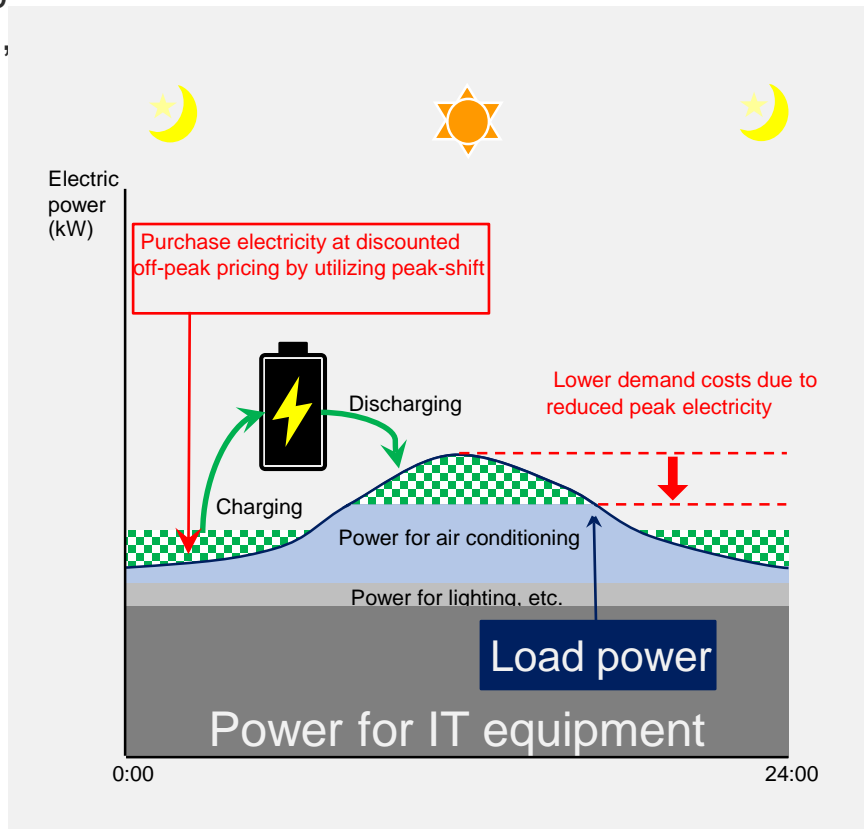 ,
Electric
power
(kW)
Purchase electricity at discounted
off-peak pricing by utilizing peak-shift
Lower demand costs due to
reduced peak electricity
Discharging
Charging
Power for air conditioning
Power for lighting, etc.
Load power
Power for IT equipment
0:00
24:00